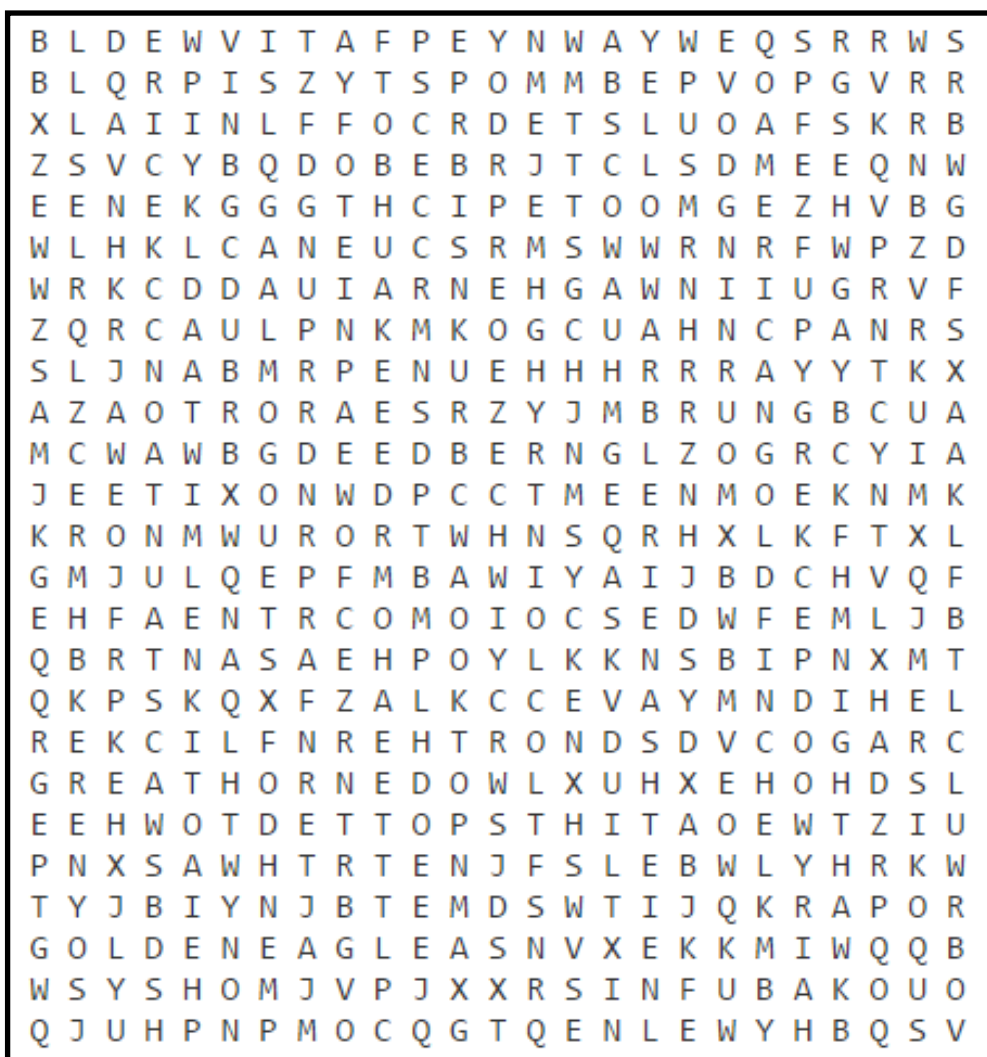 B L D E W V I T A F P E Y N W A Y W E Q S R R W S
B L Q R P I S Z Y T S P O M M B E P V O P G V R R
X L A I I N L F F O C R D E T S L U O A F S K R B
Z S V C Y B Q D O B E B R J T C L S D M E E Q N W
E E N E K G G G T H C I P E T O O M G E Z H V B G
W L H K L C A N E U C S R M S W W R N R F W P Z D
W R K C D D A U I A R N E H G A W N I I U G R V F
Z Q R C A U L P N K M K O G C U A H N C P A N R S
S L J N A B M R P E N U E H H H R R R A Y Y T K X
A Z A O T R O R A E S R Z Y J M B R U N G B C U A
M C W A W B G D E E D B E R N G L Z O G R C Y I A
J E E T I X O N W D P C C T M E E N M O E K N M K
K R O N M W U R O R T W H N S Q R H X L K F T X L
G M J U L Q E P F M B A W I Y A I J B D C H V Q F
E H F A E N T R C O M O I O C S E D W F E M L J B
Q B R T N A S A E H P O Y L K K N S B I P N X M T
Q K P S K Q X F Z A L K C C E V A Y M N D I H E L
R E K C I L F N R E H T R O N D S D V C O G A R C
G R E A T H O R N E D O W L X U H X E H O H D S L
E E H W O T D E T T O P S T H I T A O E W T Z I U
P N X S A W H T R T E N J F S L E B W L Y H R K W
T Y J B I Y N J B T E M D S W T I J Q K R A P O R
G O L D E N E A G L E A S N V X E K K M I W Q Q B
W S Y S H O M J V P J X X R S I N F U B A K O U O
Q J U H P N P M O C Q G T Q E N L E W Y H B Q S V